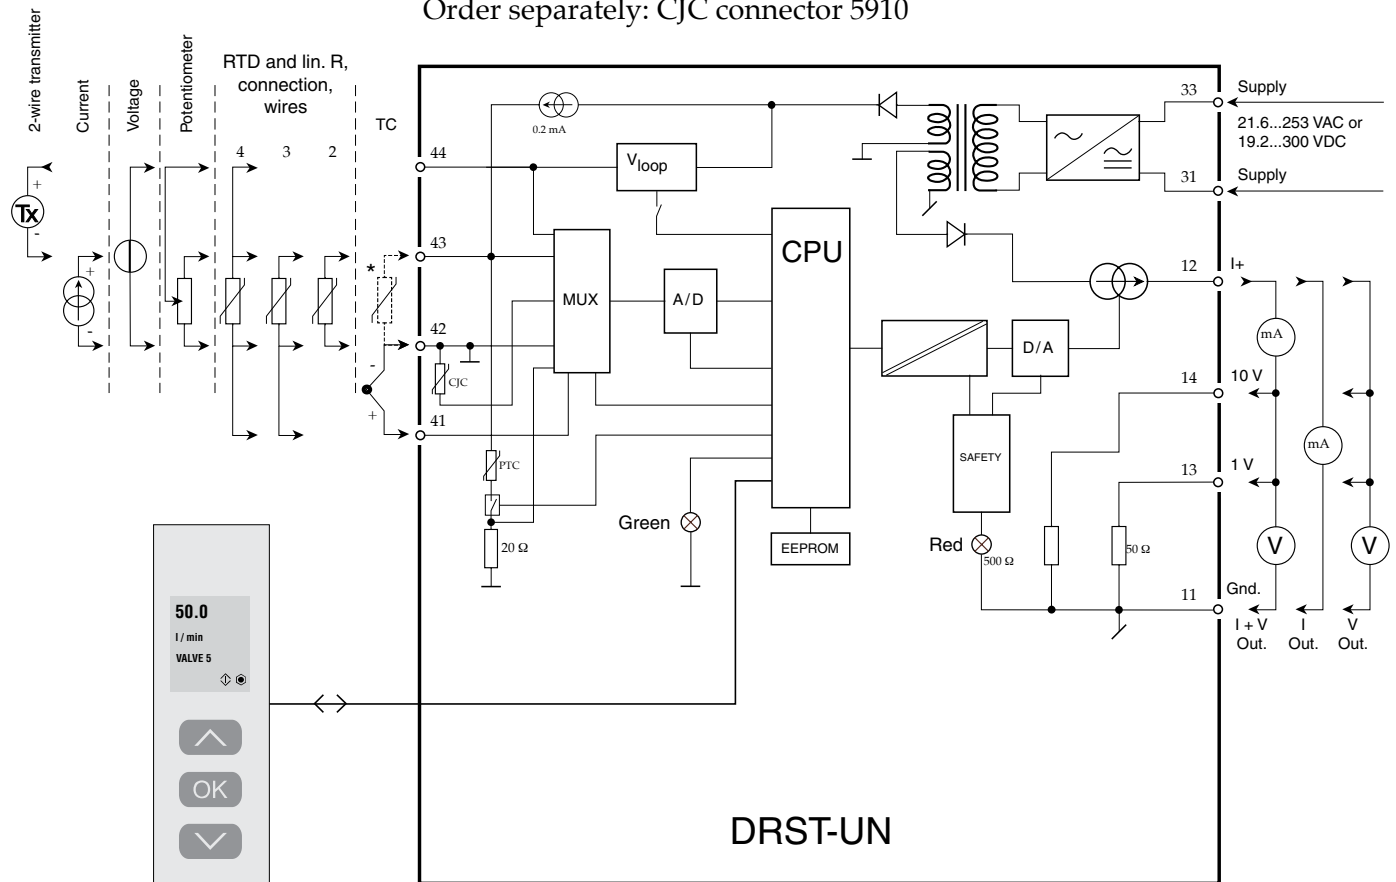 Order separately: CJC connector 5910
2-wire transmitter
Current
Voltage
Potentiometer
RTD and lin. R,
connection,
wires
TC
4
3
2
44
43
42
41
+
Tx
-
+
-
*
-
+
0.2 mA
Vloop
MUX
A/D
CPU
CJC
PTC
20 Ω
Green
EEPROM
D/A
SAFETY
Red
500 Ω
50 Ω
33
Supply
21.6...253 VAC or
19.2...300 VDC
31
Supply
12
I+
mA
14
10 V
mA
13
1 V
V
V
11
Gnd.
I + V
Out.
I
Out.
V
Out.
50.0
l / min
VALVE 5
OK
DRST-UN